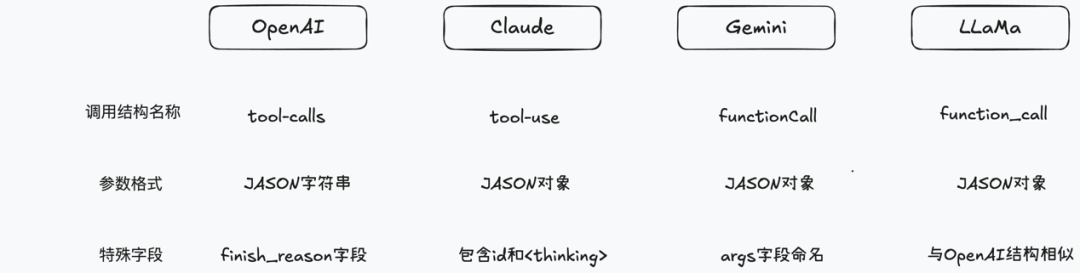 OpenAI Claude Gemini LLaMa
调用结构名称 tool-calls tool-use functionCall function_call
参数格式 JASON字符串 JASON对象 JASON对象 JASON对象
特殊字段 finish_reason字段 包含id和<thinking> args字段命名 与OpenAI结构相似